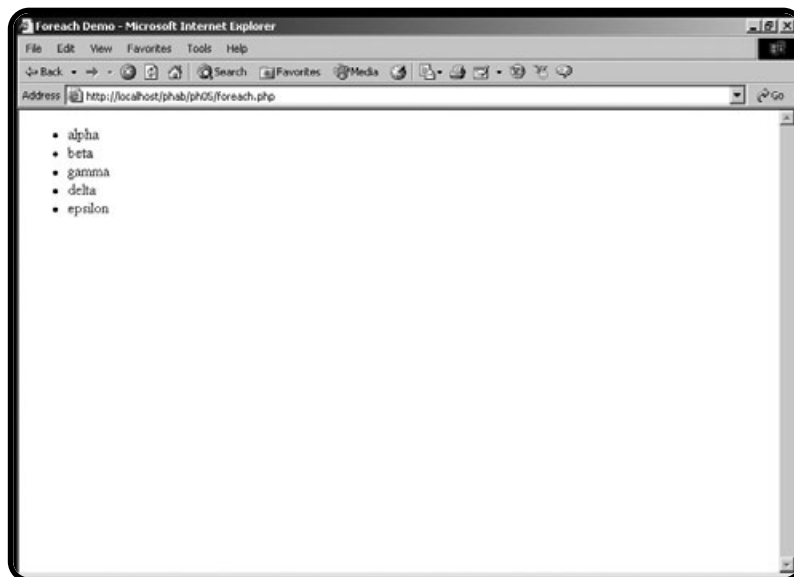 Foreach Demo - Microsoft Internet Explorer
File Edit View Favorites Tools Help
Back Search Favorites Media
Address http://localhost/phab/ph05/foreach.php Go
alpha
beta
gamma
delta
epsilon